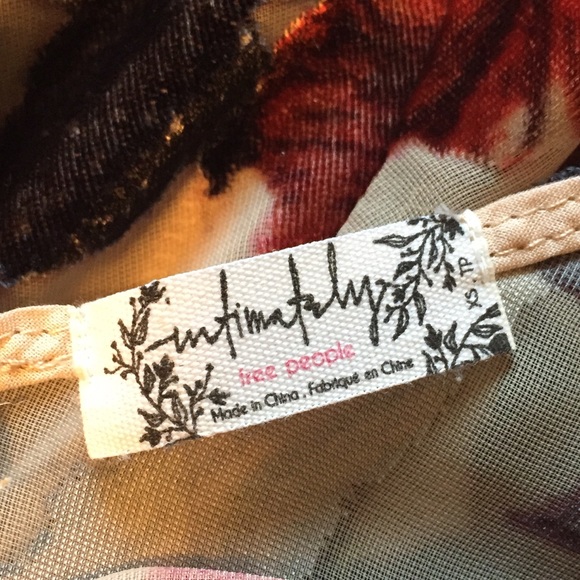 intimately
free people
Made in China . Fabriqué en Chine
XS . TP